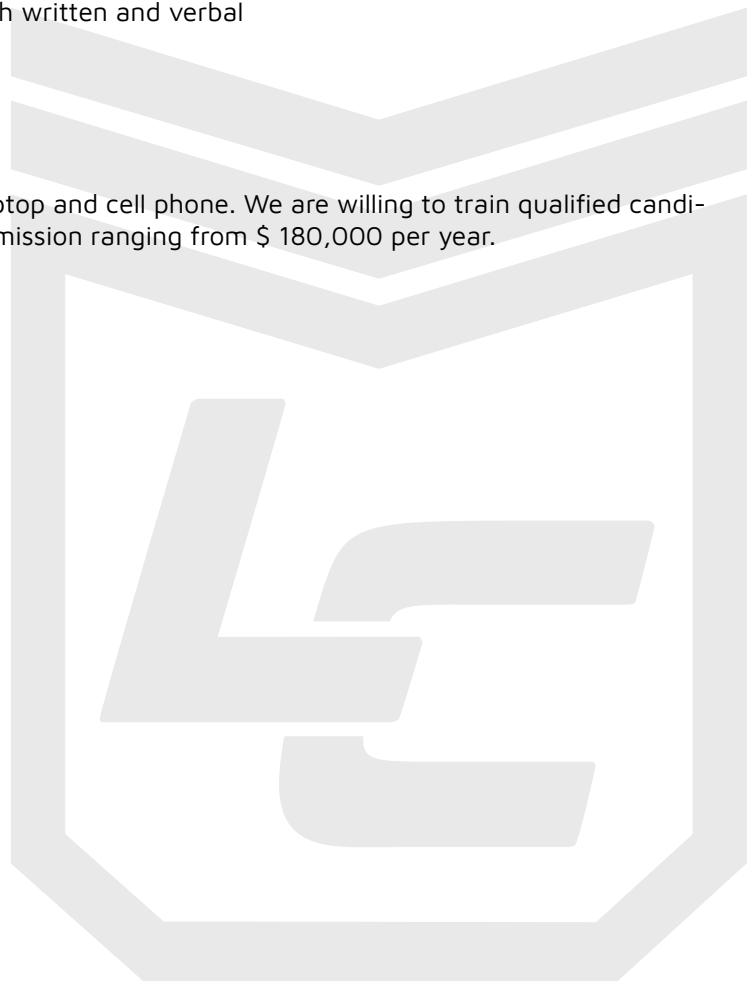 h written and verbal
ptop and cell phone. We are willing to train qualified candi-
mission ranging from $ 180,000 per year.
LC